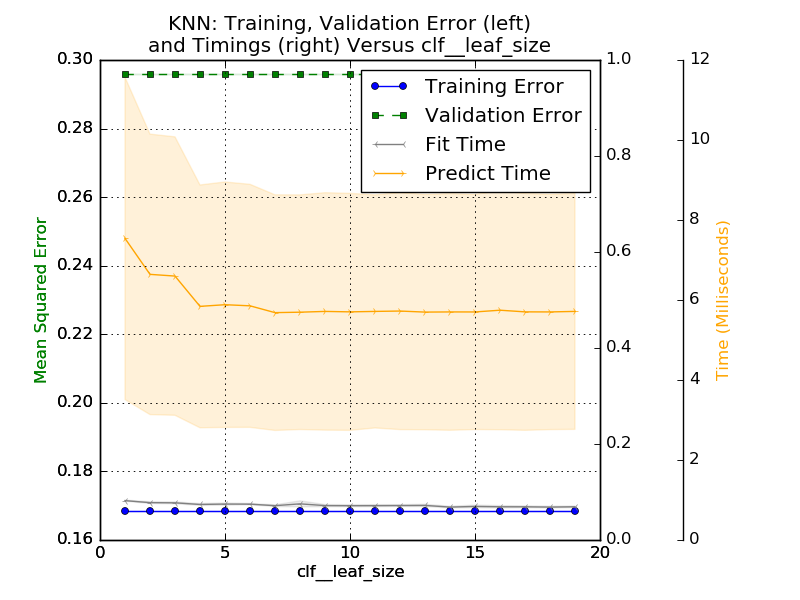 KNN: Training, Validation Error (left)
and Timings (right) Versus clf__leaf_size
Training Error
Validation Error
Fit Time
Predict Time
Mean Squared Error
0.30
0.28
0.26
0.24
0.22
0.20
0.18
0.16
1.0
0.8
0.6
0.4
0.2
0.0
12
10
8
6
4
2
0
Time (Milliseconds)
0 5 10 15 20
clf__leaf_size